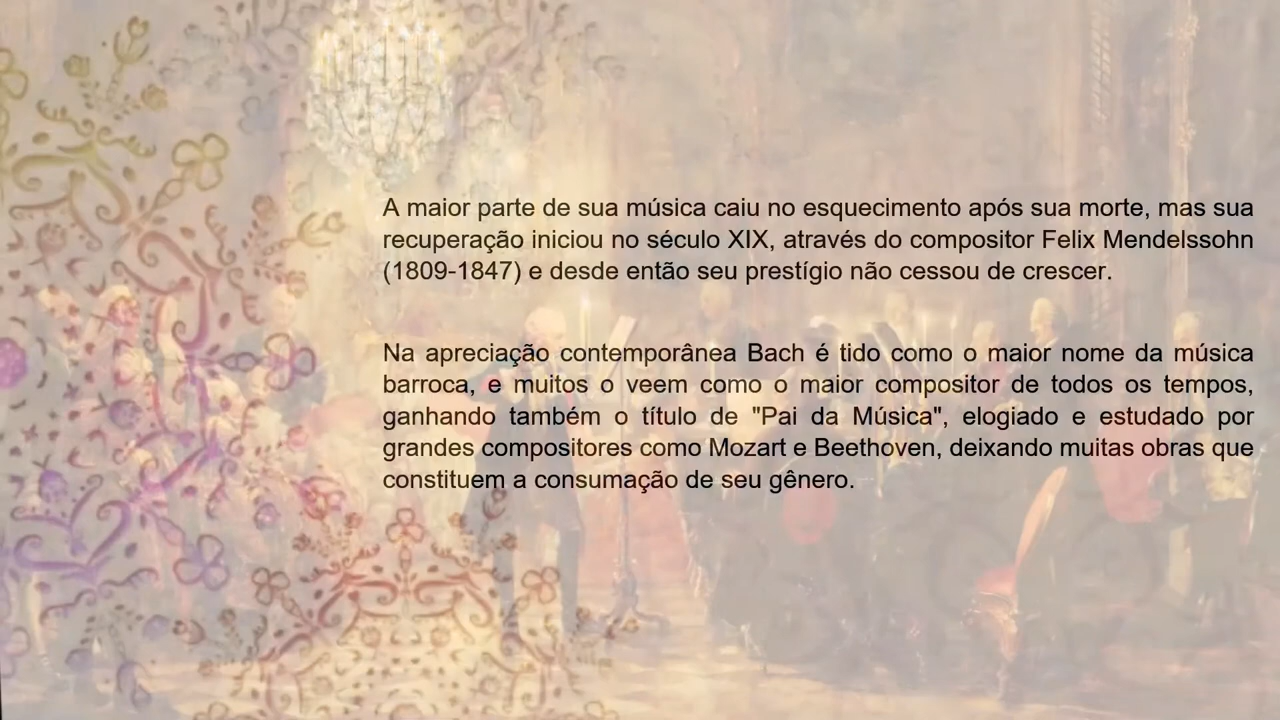 A maior parte de sua música caiu no esquecimento após sua morte, mas sua
recuperação iniciou no século XIX, através do compositor Felix Mendelssohn
(1809-1847) e desde então seu prestígio não cessou de crescer.
Na apreciação contemporânea Bach é tido como o maior nome da música
barroca, e muitos o veem como o maior compositor de todos os tempos,
ganhando também o título de "Pai da Música", elogiado e estudado por
grandes compositores como Mozart e Beethoven, deixando muitas obras que
constituem a consumação de seu gênero.